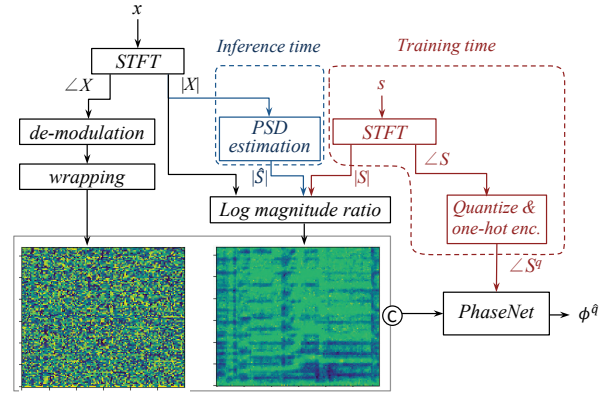 x
Inference time
Training time
STFT
∠X
|X|
s
de-modulation
PSD
estimation
STFT
∠S
wrapping
|Ŝ|
|S|
Log magnitude ratio
Quantize &
one-hot enc.
∠S^q
C
PhaseNet
ϕ^q̂